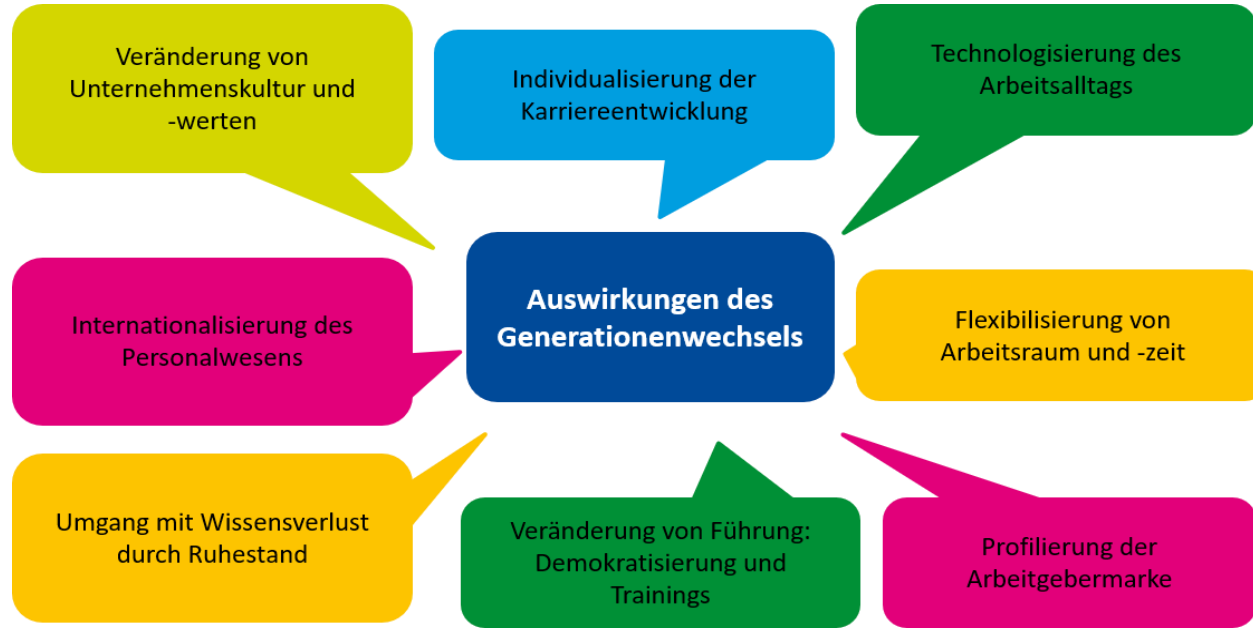 Veränderung von
Unternehmenskultur und
-werten
Individualisierung der
Karriereentwicklung
Technologisierung des
Arbeitsalltags
Internationalisierung des
Personalwesens
Auswirkungen des
Generationenwechsels
Flexibilisierung von
Arbeitsraum und -zeit
Umgang mit Wissensverlust
durch Ruhestand
Veränderung von Führung:
Demokratisierung und
Trainings
Profilierung der
Arbeitgebermarke